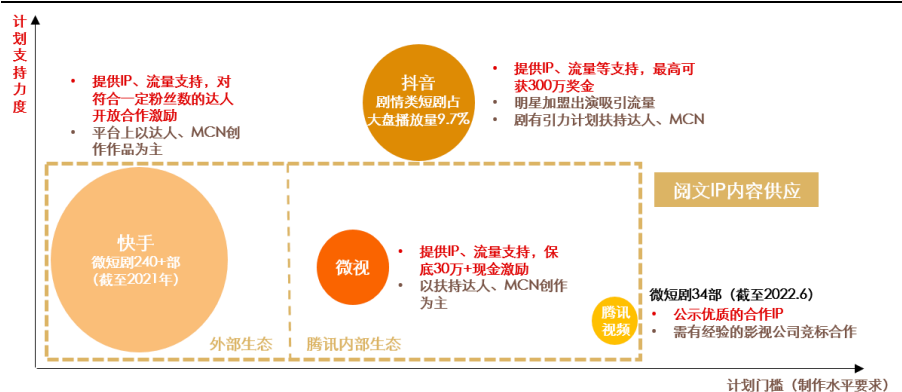 计划支持力度
提供IP、流量支持，对
符合一定粉丝数的达人
开放合作激励
平台上以达人、MCN创
作作品为主
抖音
剧情类短剧占
大盘播放量9.7%
提供IP、流量等支持，最高可
获300万奖金
明星加盟出演吸引流量
剧有引力计划扶持达人、MCN
阅文IP内容供应
快手
微短剧240+部
（截至2021年）
微视
提供IP、流量支持，保
底30万+现金激励
以扶持达人、MCN创作
为主
腾讯
视频
微短剧34部（截至2022.6）
公示优质的合作IP
需有经验的影视公司竞标合作
外部生态
腾讯内部生态
计划门槛（制作水平要求）